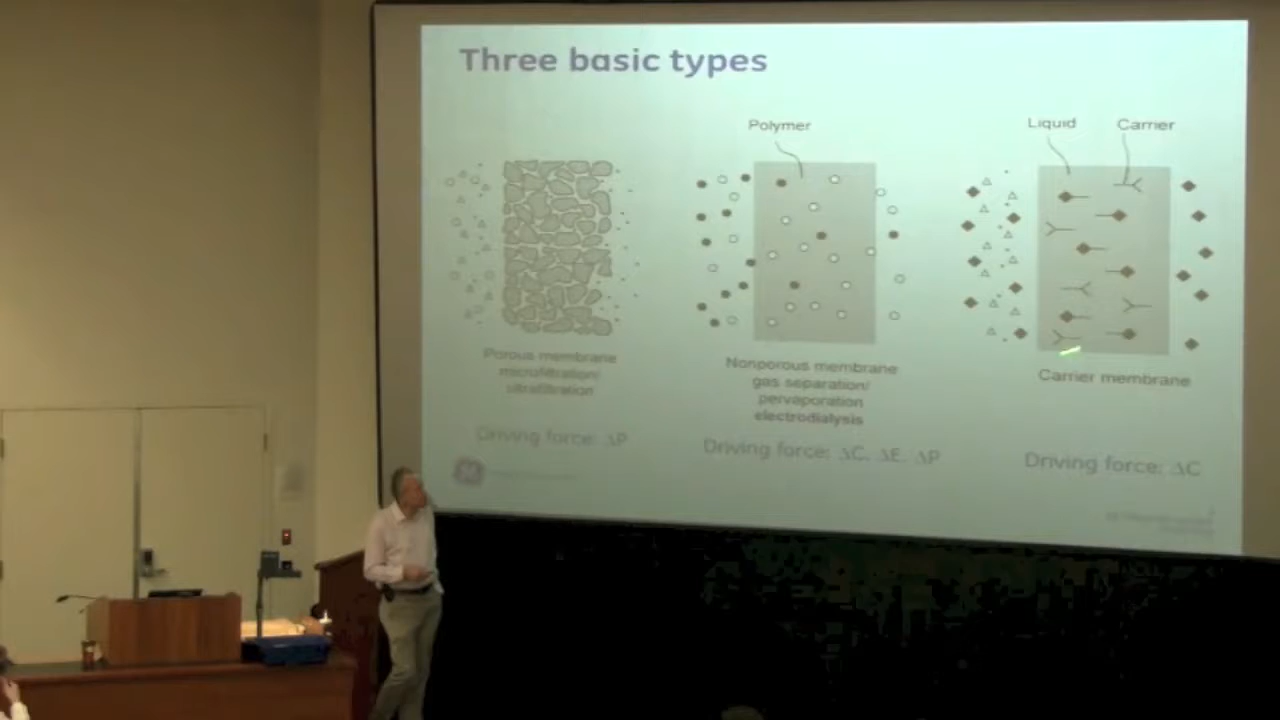 Three basic types
Polymer
Liquid
Carrier
Porous membrane
microfiltration/
ultrafiltration
Nonporous membrane
gas separation/
pervaporation
electrodialysis
Carrier membrane
Driving force: ΔP
Driving force: ΔC, ΔE, ΔP
Driving force: ΔC